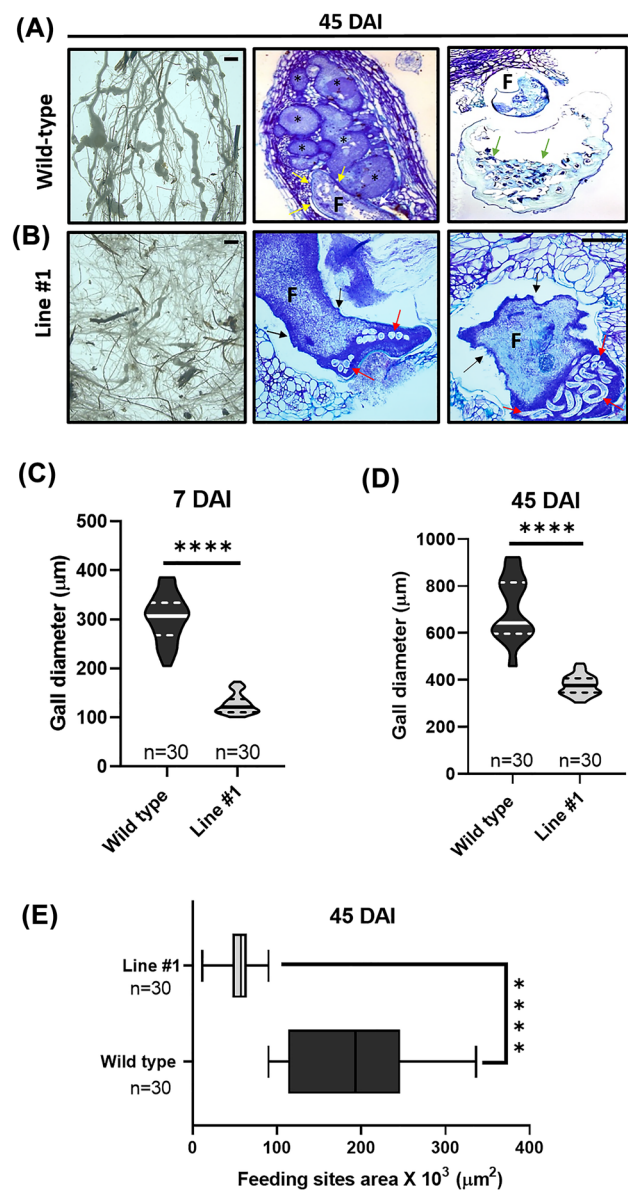 (A)
45 DAI
Wild-type
* * * * * * *
F
F
(B)
Line #1
F
F
(C)
7 DAI
****
Gall diameter (μm)
500
400
300
200
100
0
n=30 n=30
Wild type
Line #1
(D)
45 DAI
****
Gall diameter (μm)
1000
800
600
400
200
0
n=30 n=30
Wild type
Line #1
(E)
45 DAI
Line #1
n=30
Wild type
n=30
****
0 100 200 300 400
Feeding sites area X 10³ (μm²)